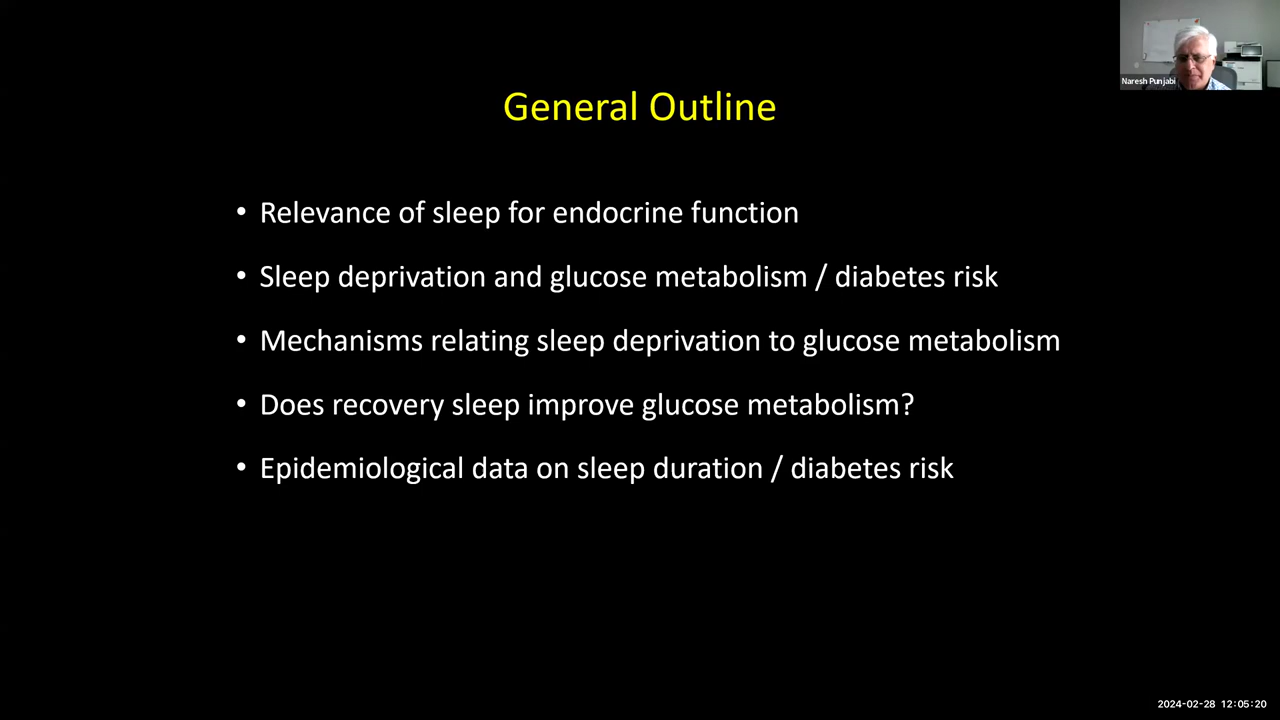 Naresh Punjabi
General Outline
• Relevance of sleep for endocrine function
• Sleep deprivation and glucose metabolism / diabetes risk
• Mechanisms relating sleep deprivation to glucose metabolism
• Does recovery sleep improve glucose metabolism?
• Epidemiological data on sleep duration / diabetes risk
2024-02-28 12:05:20